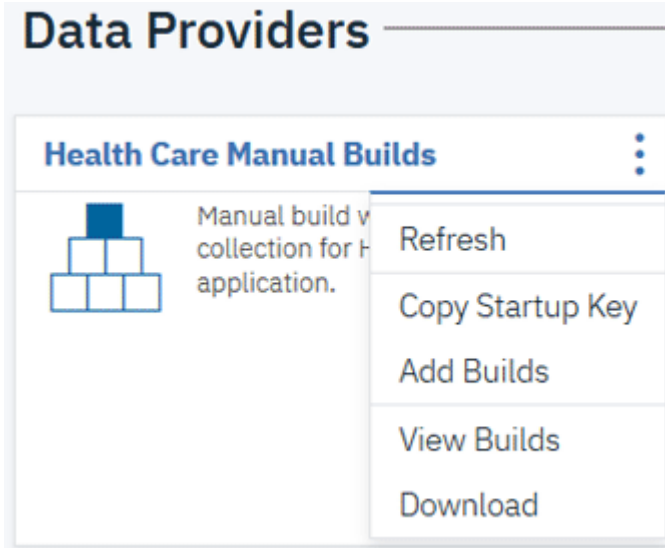 Data Providers
Health Care Manual Builds
Manual build
collection for
application.
Refresh
Copy Startup Key
Add Builds
View Builds
Download